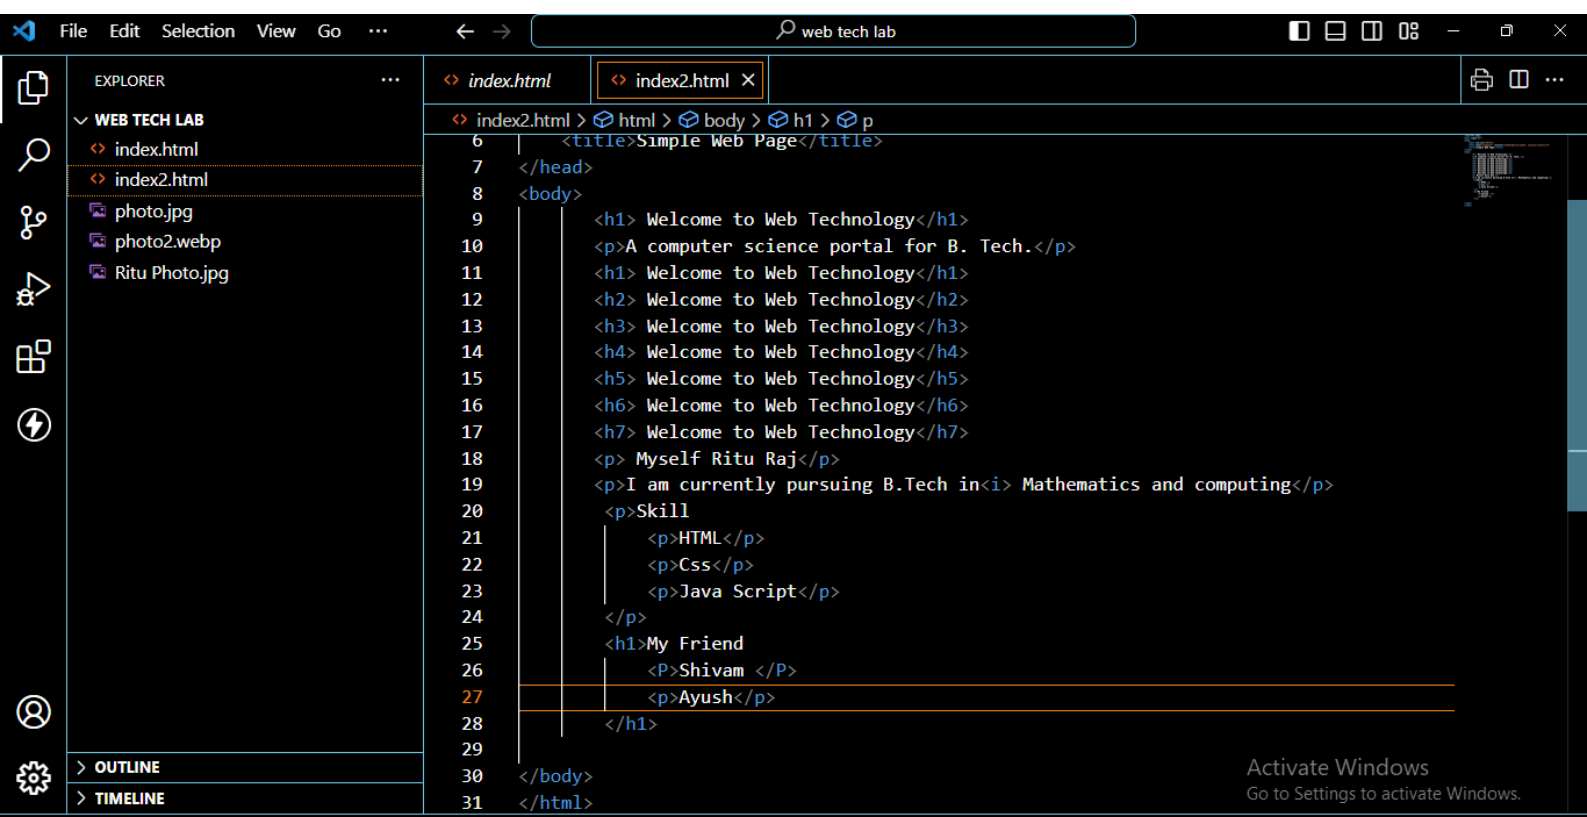 File Edit Selection View Go ... web tech lab
EXPLORER ...
WEB TECH LAB
index.html
index2.html
photo.jpg
photo2.webp
Ritu Photo.jpg
OUTLINE
TIMELINE
index.html index2.html
index2.html > html > body > h1 > p
6 <title>Simple Web Page</title>
7 </head>
8 <body>
9 <h1> Welcome to Web Technology</h1>
10 <p>A computer science portal for B. Tech.</p>
11 <h1> Welcome to Web Technology</h1>
12 <h2> Welcome to Web Technology</h2>
13 <h3> Welcome to Web Technology</h3>
14 <h4> Welcome to Web Technology</h4>
15 <h5> Welcome to Web Technology</h5>
16 <h6> Welcome to Web Technology</h6>
17 <h7> Welcome to Web Technology</h7>
18 <p> Myself Ritu Raj</p>
19 <p>I am currently pursuing B.Tech in<i> Mathematics and computing</p>
20 <p>Skill
21 <p>HTML</p>
22 <p>Css</p>
23 <p>Java Script</p>
24 </p>
25 <h1>My Friend
26 <P>Shivam </P>
27 <p>Ayush</p>
28 </h1>
29
30 </body>
31 </html>
Activate Windows
Go to Settings to activate Windows.